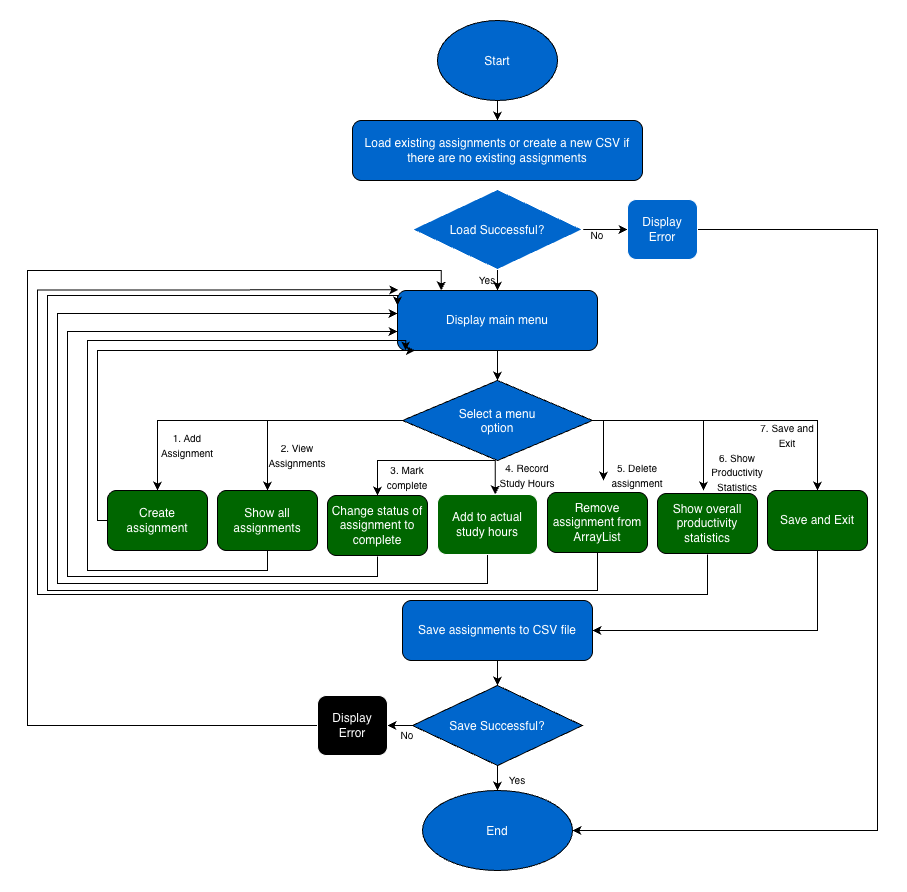 Start
Load existing assignments or create a new CSV if
there are no existing assignments
Load Successful?
No
Display
Error
Yes
Display main menu
Select a menu
option
1. Add
Assignment
2. View
Assignments
3. Mark
complete
4. Record
Study Hours
5. Delete
assignment
6. Show
Productivity
Statistics
7. Save and
Exit
Create
assignment
Show all
assignments
Change status of
assignment to
complete
Add to actual
study hours
Remove
assignment from
ArrayList
Show overall
productivity
statistics
Save and Exit
Save assignments to CSV file
Save Successful?
No
Display
Error
Yes
End